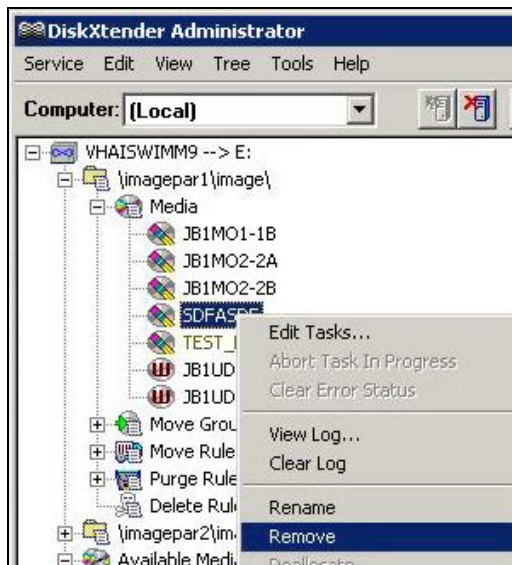 DiskXtender Administrator
Service Edit View Tree Tools Help
Computer: (Local)
VHAISWIMM9 --> E:
\imagepar1\image\
Media
JB1MO1-1B
JB1MO2-2A
JB1MO2-2B
SDFASDF
TEST_
JB1UD
JB1UD
Move Grou
Move Rule
Purge Rule
Delete Rul
\imagepar2\im
Available Medi
Edit Tasks...
Abort Task In Progress
Clear Error Status
View Log...
Clear Log
Rename
Remove
Deallocate